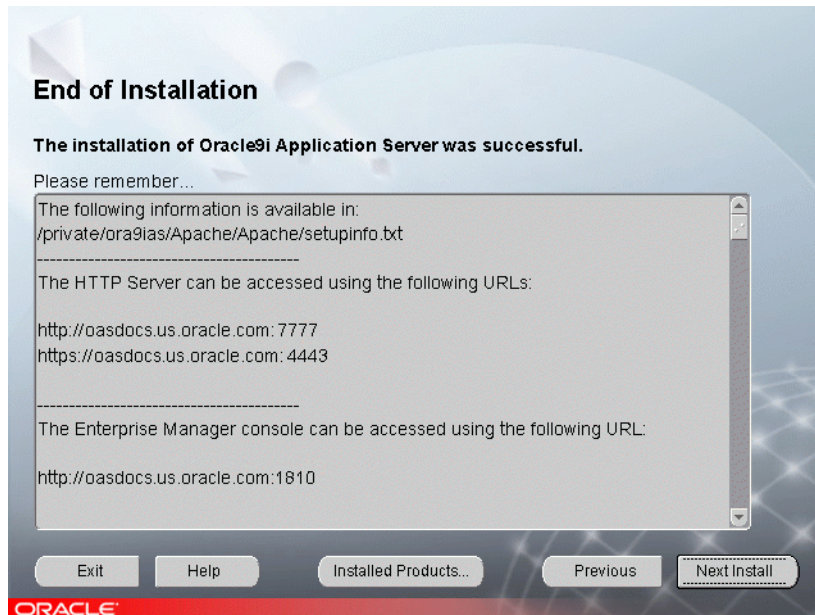 End of Installation
The installation of Oracle9i Application Server was successful.
Please remember...
The following information is available in:
/private/ora9ias/Apache/Apache/setupinfo.txt
-----------------------------------------
The HTTP Server can be accessed using the following URLs:
http://oasdocs.us.oracle.com:7777
https://oasdocs.us.oracle.com:4443
-----------------------------------------
The Enterprise Manager console can be accessed using the following URL:
http://oasdocs.us.oracle.com:1810
Exit Help Installed Products... Previous Next Install
ORACLE